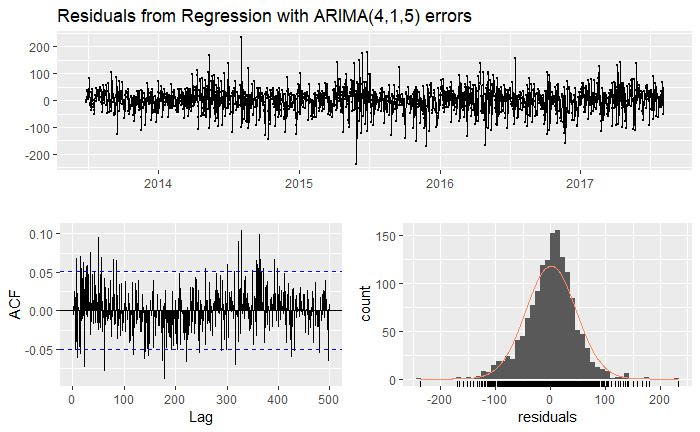 Residuals from Regression with ARIMA(4,1,5) errors
200
100
0
-100
-200
2014 2015 2016 2017
ACF
0.10
0.05
0.00
-0.05
0 100 200 300 400 500
Lag
count
150
100
50
0
-200 -100 0 100 200
residuals